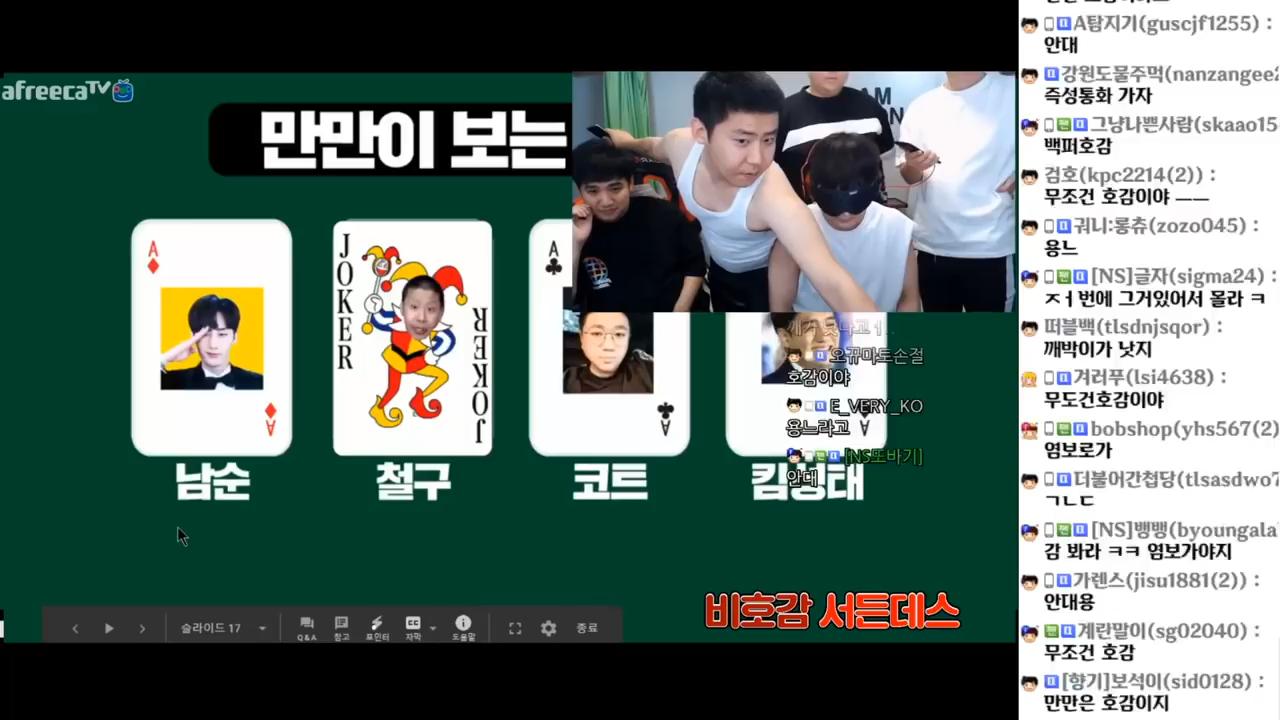 afreecaTV
만만이 보는
A
A
JOKER
JOKER
A
A
A
남순
철구
코트
킴성태
AM
오뀨마토손절
호감이야
E_VERY_KO
용느라고
[NS또바기]
안대
비호감 서든데스
슬라이드 17
Q&A
참고
포인터
자막
도움말
종료
A탐지기(guscjf1255) :
안대
강원도물주먹(nanzangee2
즉성통화 가자
그냥나쁜사람(skaao15
백퍼호감
검호(kpc2214(2)) :
무조건 호감이야 ㅡㅡ
궈니:롱츄(zozo045) :
용느
[NS]글자(sigma24) :
ㅈㅓ번에 그거있어서 몰라 ㅋ
떠블백(tlsdnjsqor) :
깨박이가 낫지
겨러푸(lsi4638) :
무도건호감이야
bobshop(yhs567(2)
염보로가
더불어간첩당(tlsasdwo7
ㄱㄴㄷ
[NS]뱅뱅(byoungala
감 봐라 ㅋㅋ 염보가야지
가렌스(jisu1881(2)) :
안대용
계란말이(sg02040) :
무조건 호감
[향기]보석이(sid0128) :
만만은 호감이지